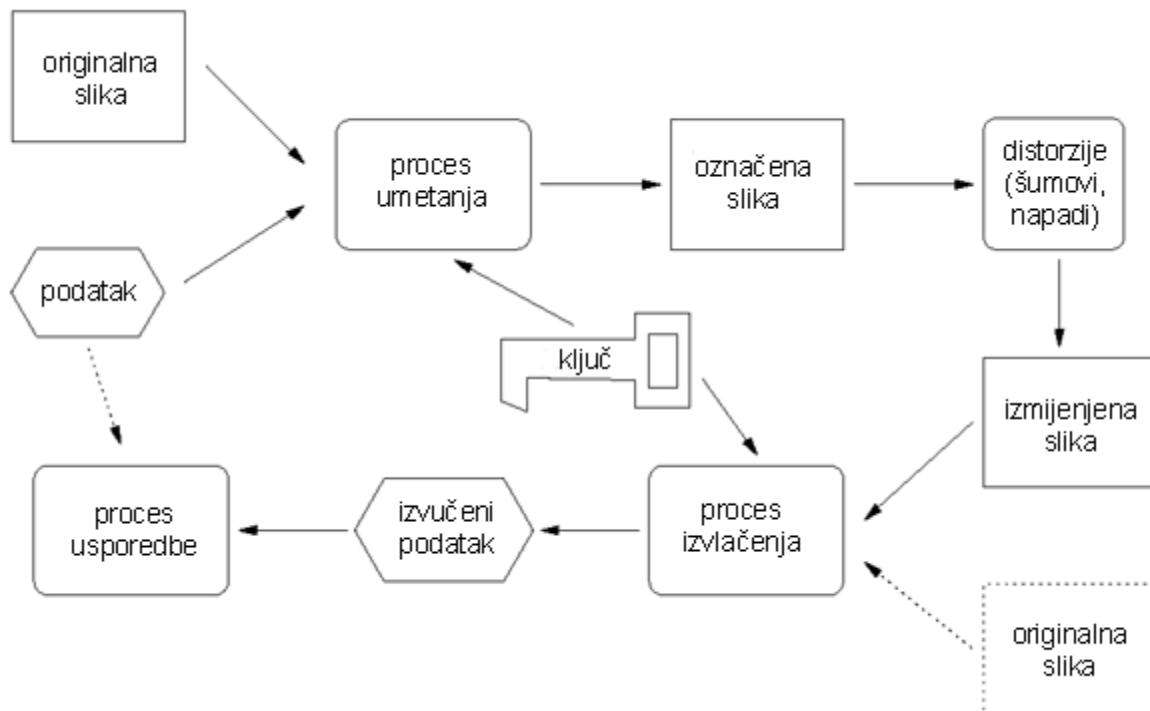 originalna
slika
proces
umetanja
označena
slika
distorzije
(šumovi,
napadi)
podatak
ključ
izmijenjena
slika
proces
usporedbe
izvučeni
podatak
proces
izvlačenja
originalna
slika